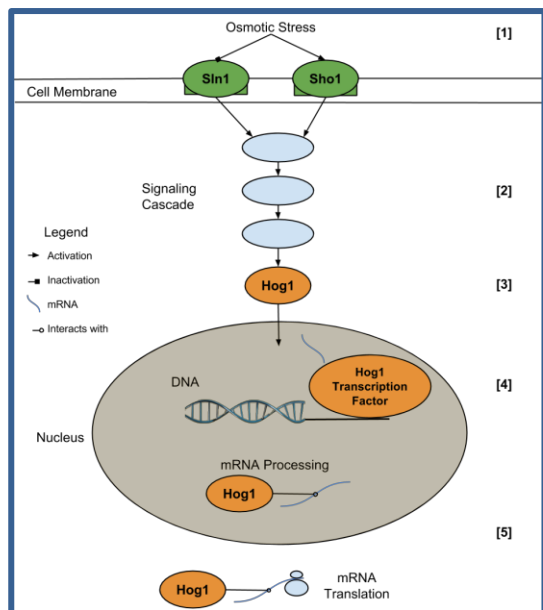 Osmotic Stress
[1]
Sln1
Sho1
Cell Membrane
Signaling
Cascade
[2]
Legend
Activation
Inactivation
mRNA
Interacts with
Hog1
[3]
DNA
Hog1
Transcription
Factor
[4]
Nucleus
mRNA Processing
Hog1
[5]
Hog1
mRNA
Translation